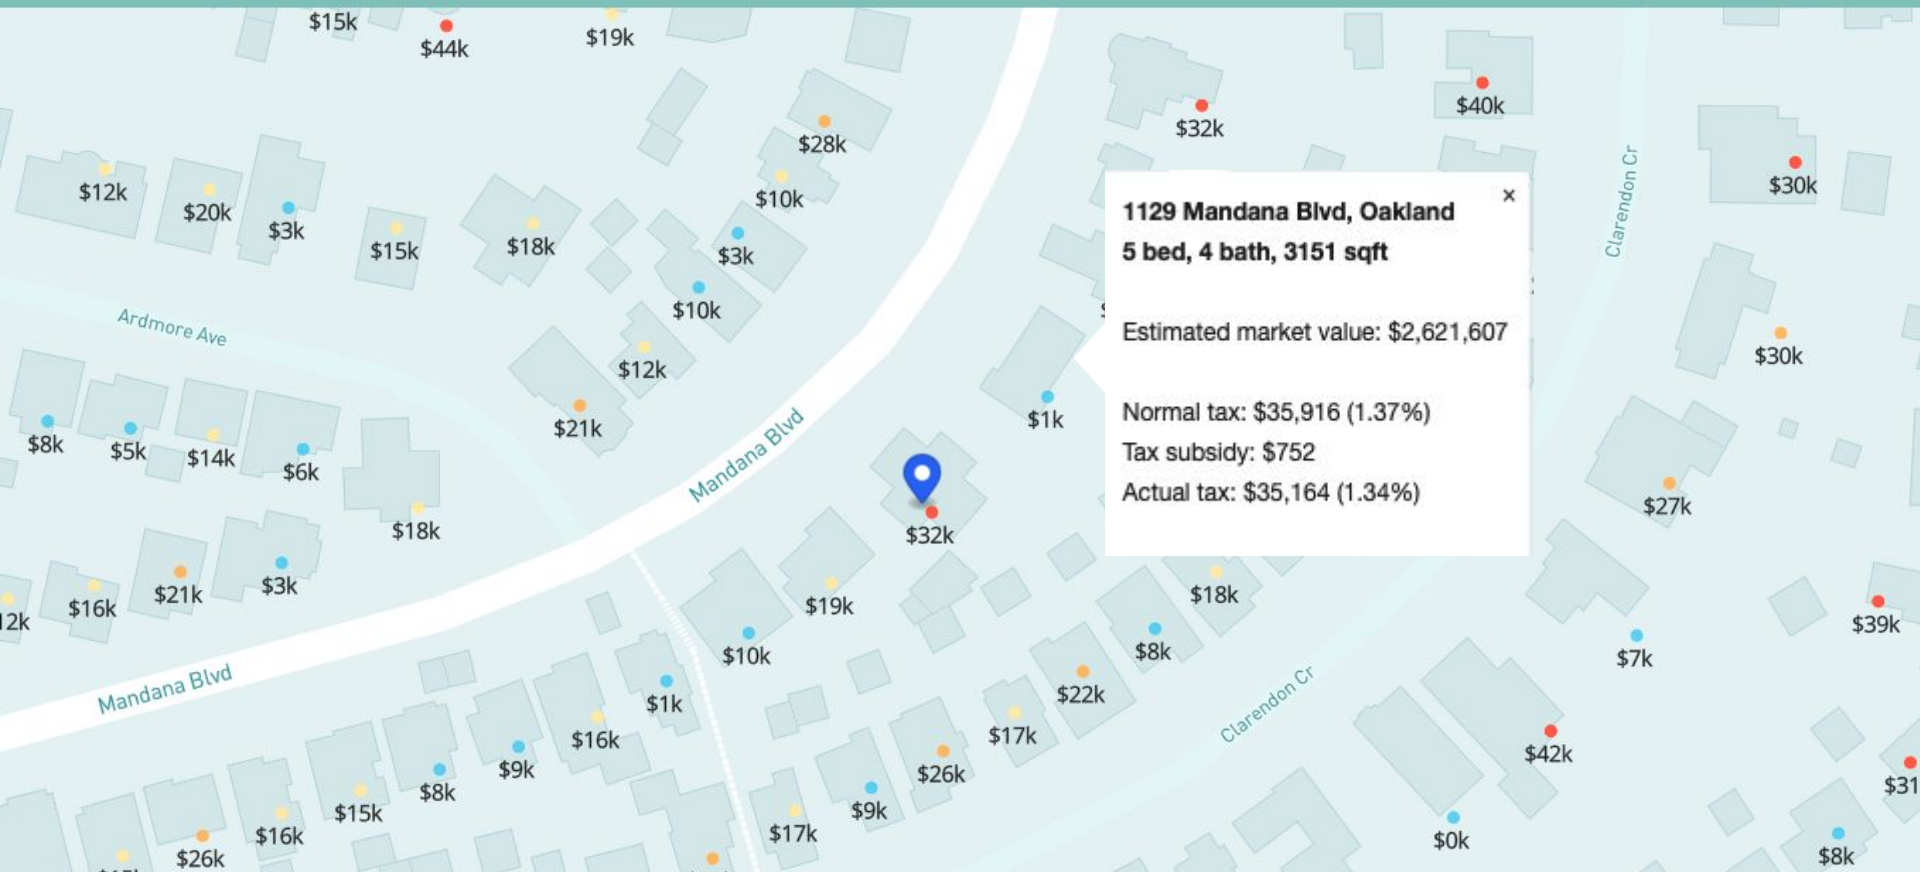 $15k
$44k
$19k
$28k
$32k
$40k
$12k
$20k
$3k
$15k
$18k
$10k
$3k
$10k
$30k
Clarendon Cr
1129 Mandana Blvd, Oakland
×
5 bed, 4 bath, 3151 sqft
Estimated market value: $2,621,607
Normal tax: $35,916 (1.37%)
Tax subsidy: $752
Actual tax: $35,164 (1.34%)
Ardmore Ave
$12k
$21k
$1k
$30k
$8k
$5k
$14k
$6k
$18k
Mandana Blvd
$32k
$27k
12k
$16k
$21k
$3k
$19k
$18k
$39k
$10k
$8k
$7k
Mandana Blvd
$1k
$22k
Clarendon Cr
$16k
$17k
$42k
$9k
$8k
$26k
$31
$15k
$9k
$16k
$17k
$0k
$26k
$8k